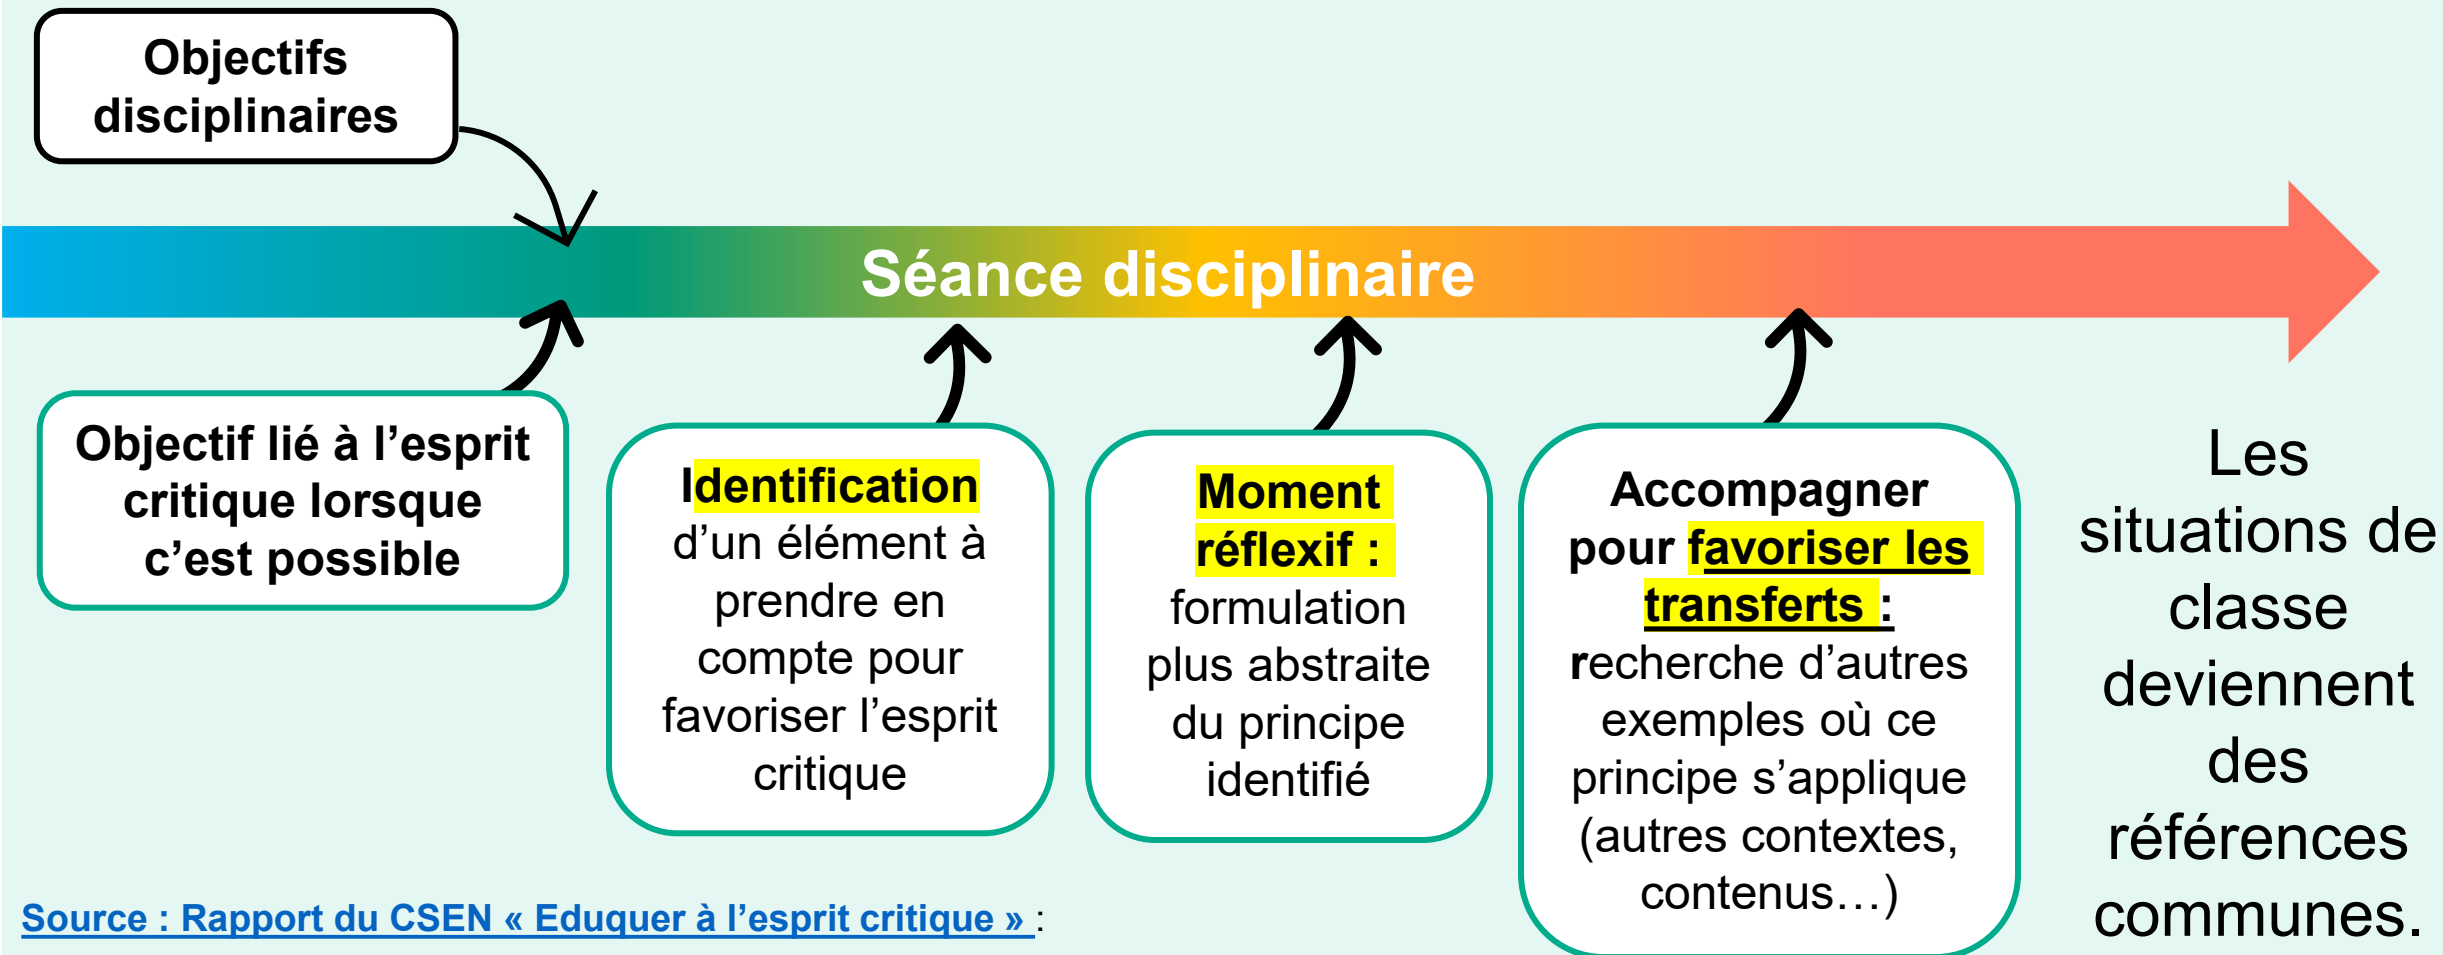 Objectifs
disciplinaires
Séance disciplinaire
Objectif lié à l’esprit
critique lorsque
c’est possible
Identification
d’un élément à
prendre en
compte pour
favoriser l’esprit
critique
Moment
réflexif :
formulation
plus abstraite
du principe
identifié
Accompagner
pour favoriser les
transferts :
recherche d’autres
exemples où ce
principe s’applique
(autres contextes,
contenus…)
Les
situations de
classe
deviennent
des
références
communes.
Source : Rapport du CSEN « Eduquer à l’esprit critique » :